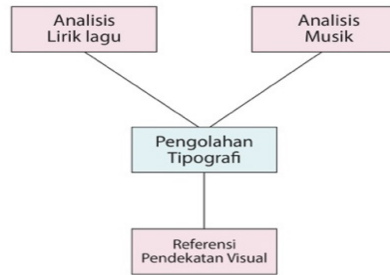 Analisis
Lirik lagu
Analisis
Musik
Pengolahan
Tipografi
Referensi
Pendekatan Visual